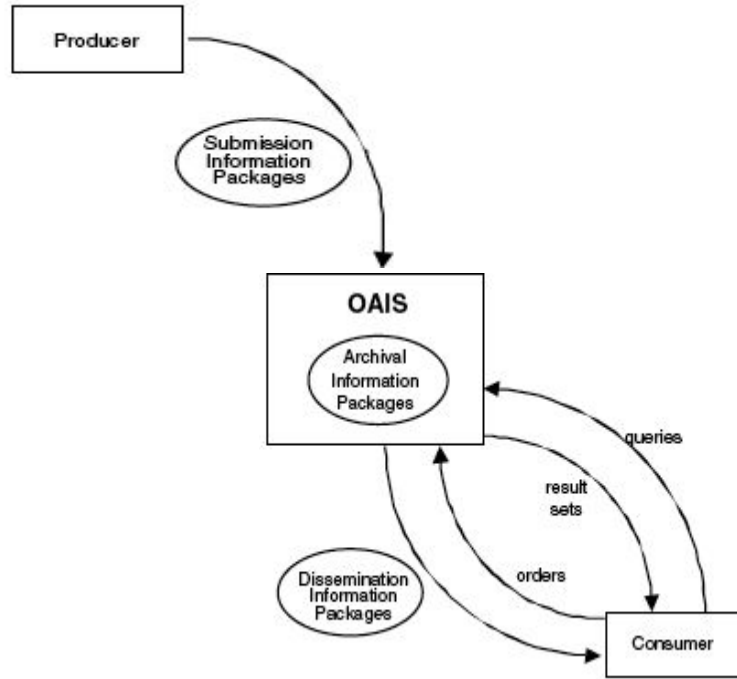 Producer
Submission
Information
Packages
OAIS
Archival
Information
Packages
queries
result
sets
orders
Dissemination
Information
Packages
Consumer